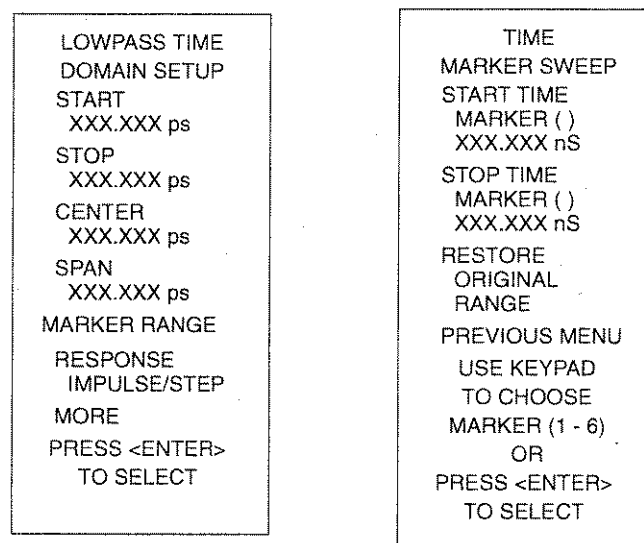 LOWPASS TIME
DOMAIN SETUP
START
XXX.XXX ps
STOP
XXX.XXX ps
CENTER
XXX.XXX ps
SPAN
XXX.XXX ps
MARKER RANGE
RESPONSE
IMPULSE/STEP
MORE
PRESS <ENTER>
TO SELECT
TIME
MARKER SWEEP
START TIME
MARKER ( )
XXX.XXX nS
STOP TIME
MARKER ( )
XXX.XXX nS
RESTORE
ORIGINAL
RANGE
PREVIOUS MENU
USE KEYPAD
TO CHOOSE
MARKER (1 - 6)
OR
PRESS <ENTER>
TO SELECT